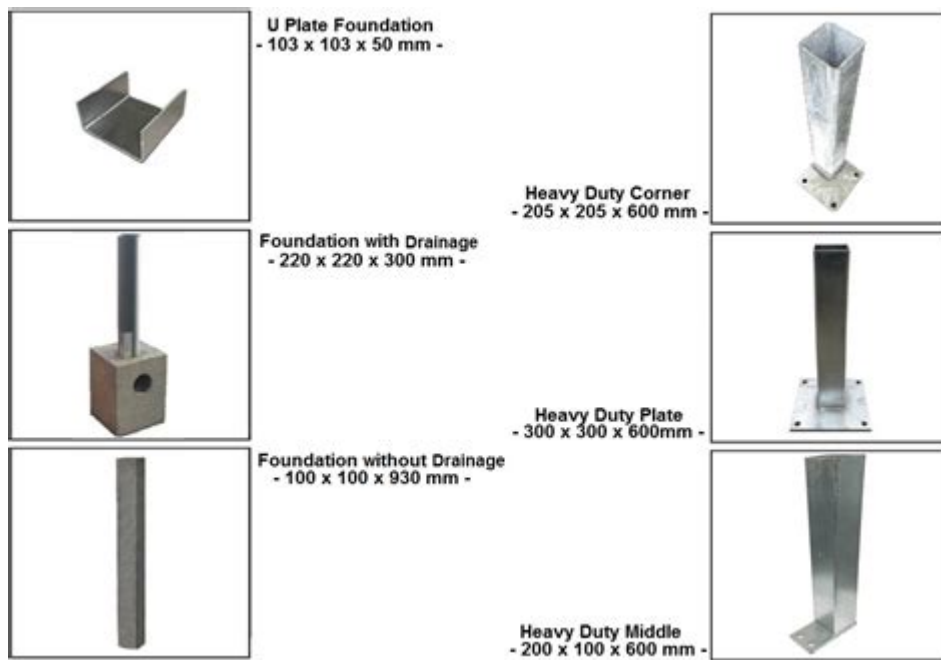 U Plate Foundation
- 103 x 103 x 50 mm -
Heavy Duty Corner
- 205 x 205 x 600 mm -
Foundation with Drainage
- 220 x 220 x 300 mm -
Heavy Duty Plate
- 300 x 300 x 600mm -
Foundation without Drainage
- 100 x 100 x 930 mm -
Heavy Duty Middle
- 200 x 100 x 600 mm -